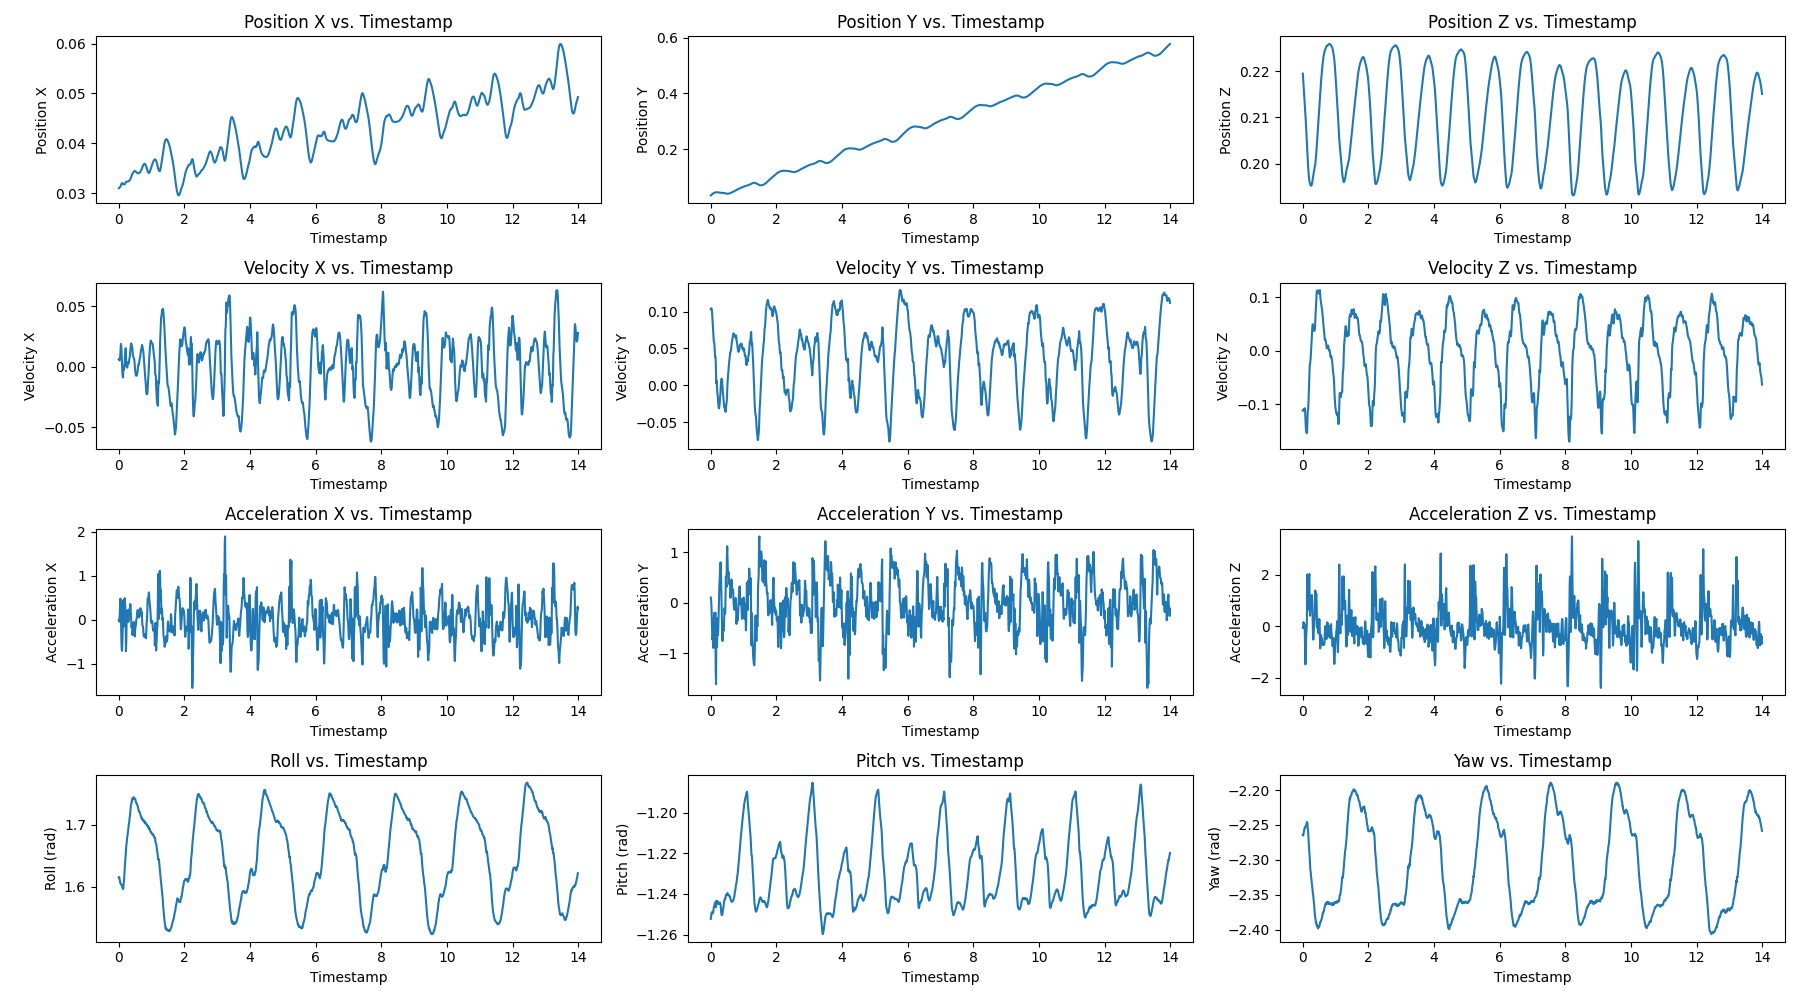 Position X vs. Timestamp
Position X
0.06
0.05
0.04
0.03
0 2 4 6 8 10 12 14
Timestamp
Position Y vs. Timestamp
Position Y
0.6
0.4
0.2
0 2 4 6 8 10 12 14
Timestamp
Position Z vs. Timestamp
Position Z
0.22
0.21
0.20
0 2 4 6 8 10 12 14
Timestamp
Velocity X vs. Timestamp
Velocity X
0.05
0.00
−0.05
0 2 4 6 8 10 12 14
Timestamp
Velocity Y vs. Timestamp
Velocity Y
0.10
0.05
0.00
−0.05
0 2 4 6 8 10 12 14
Timestamp
Velocity Z vs. Timestamp
Velocity Z
0.1
0.0
−0.1
0 2 4 6 8 10 12 14
Timestamp
Acceleration X vs. Timestamp
Acceleration X
2
1
0
−1
0 2 4 6 8 10 12 14
Timestamp
Acceleration Y vs. Timestamp
Acceleration Y
1
0
−1
0 2 4 6 8 10 12 14
Timestamp
Acceleration Z vs. Timestamp
Acceleration Z
2
0
−2
0 2 4 6 8 10 12 14
Timestamp
Roll vs. Timestamp
Roll (rad)
1.7
1.6
0 2 4 6 8 10 12 14
Timestamp
Pitch vs. Timestamp
Pitch (rad)
−1.20
−1.22
−1.24
−1.26
0 2 4 6 8 10 12 14
Timestamp
Yaw vs. Timestamp
Yaw (rad)
−2.20
−2.25
−2.30
−2.35
−2.40
0 2 4 6 8 10 12 14
Timestamp